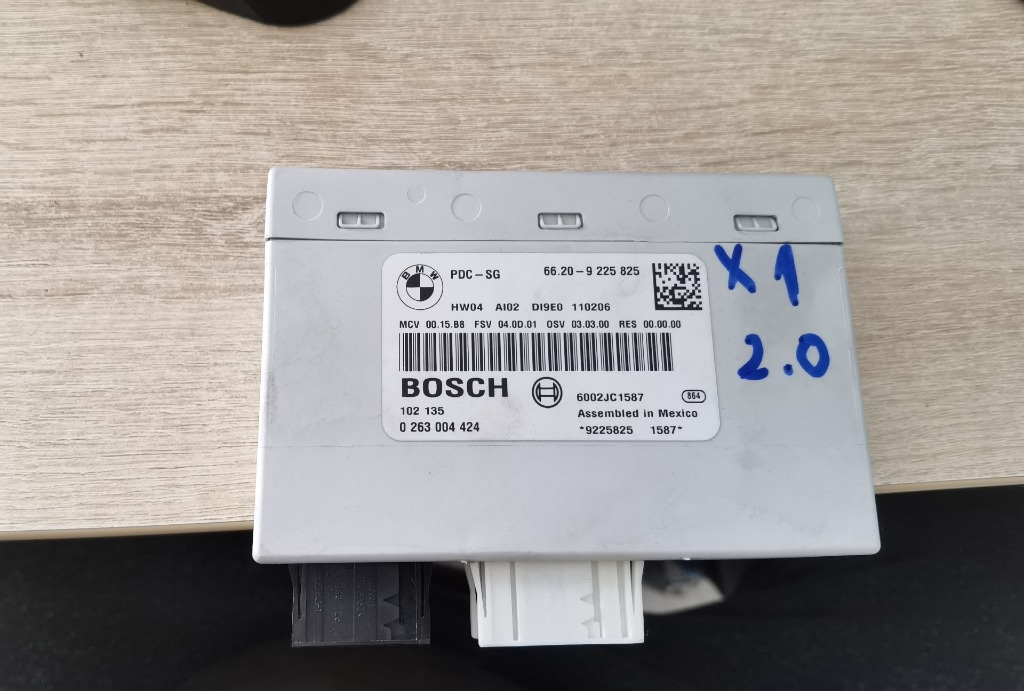 BMW
PDC-SG 66.20-9 225 825
HW04 AI02 DI9E0 110206
MCV 00.15.B8 FSV 04.0D.01 OSV 03.03.00 RES 00.00.00
BOSCH
6002JC1587 864
102 135 Assembled in Mexico
0 263 004 424 *9225825 1587*
X1
2.0